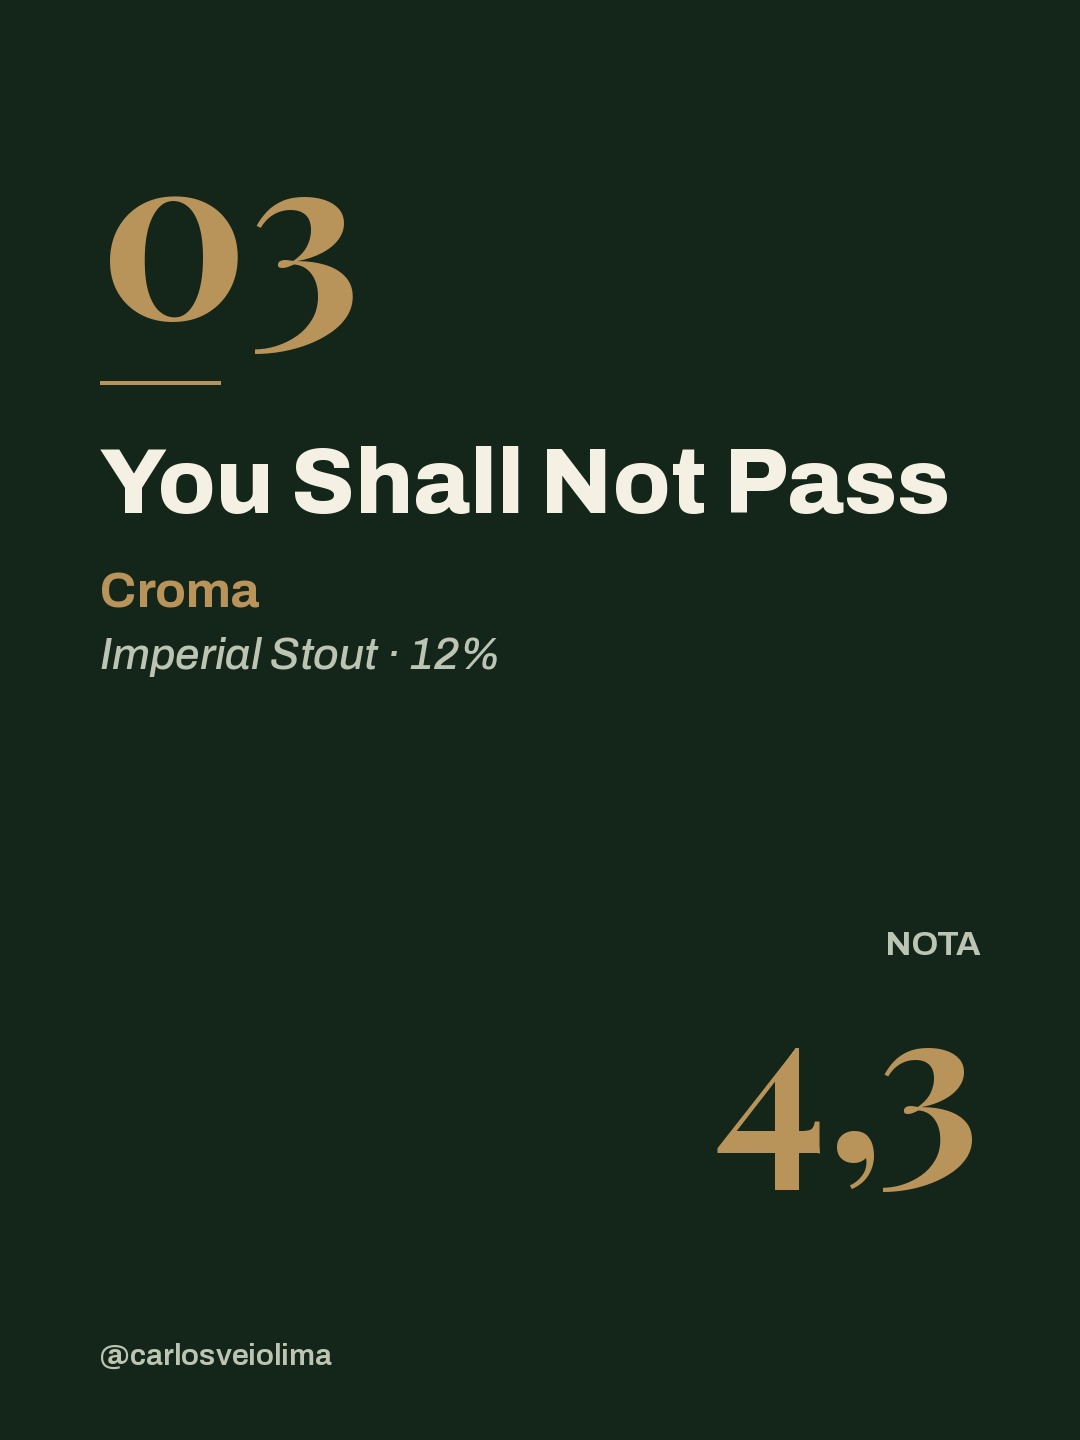 03
You Shall Not Pass
Croma
Imperial Stout · 12%
NOTA
4,3
@carlosveiolima